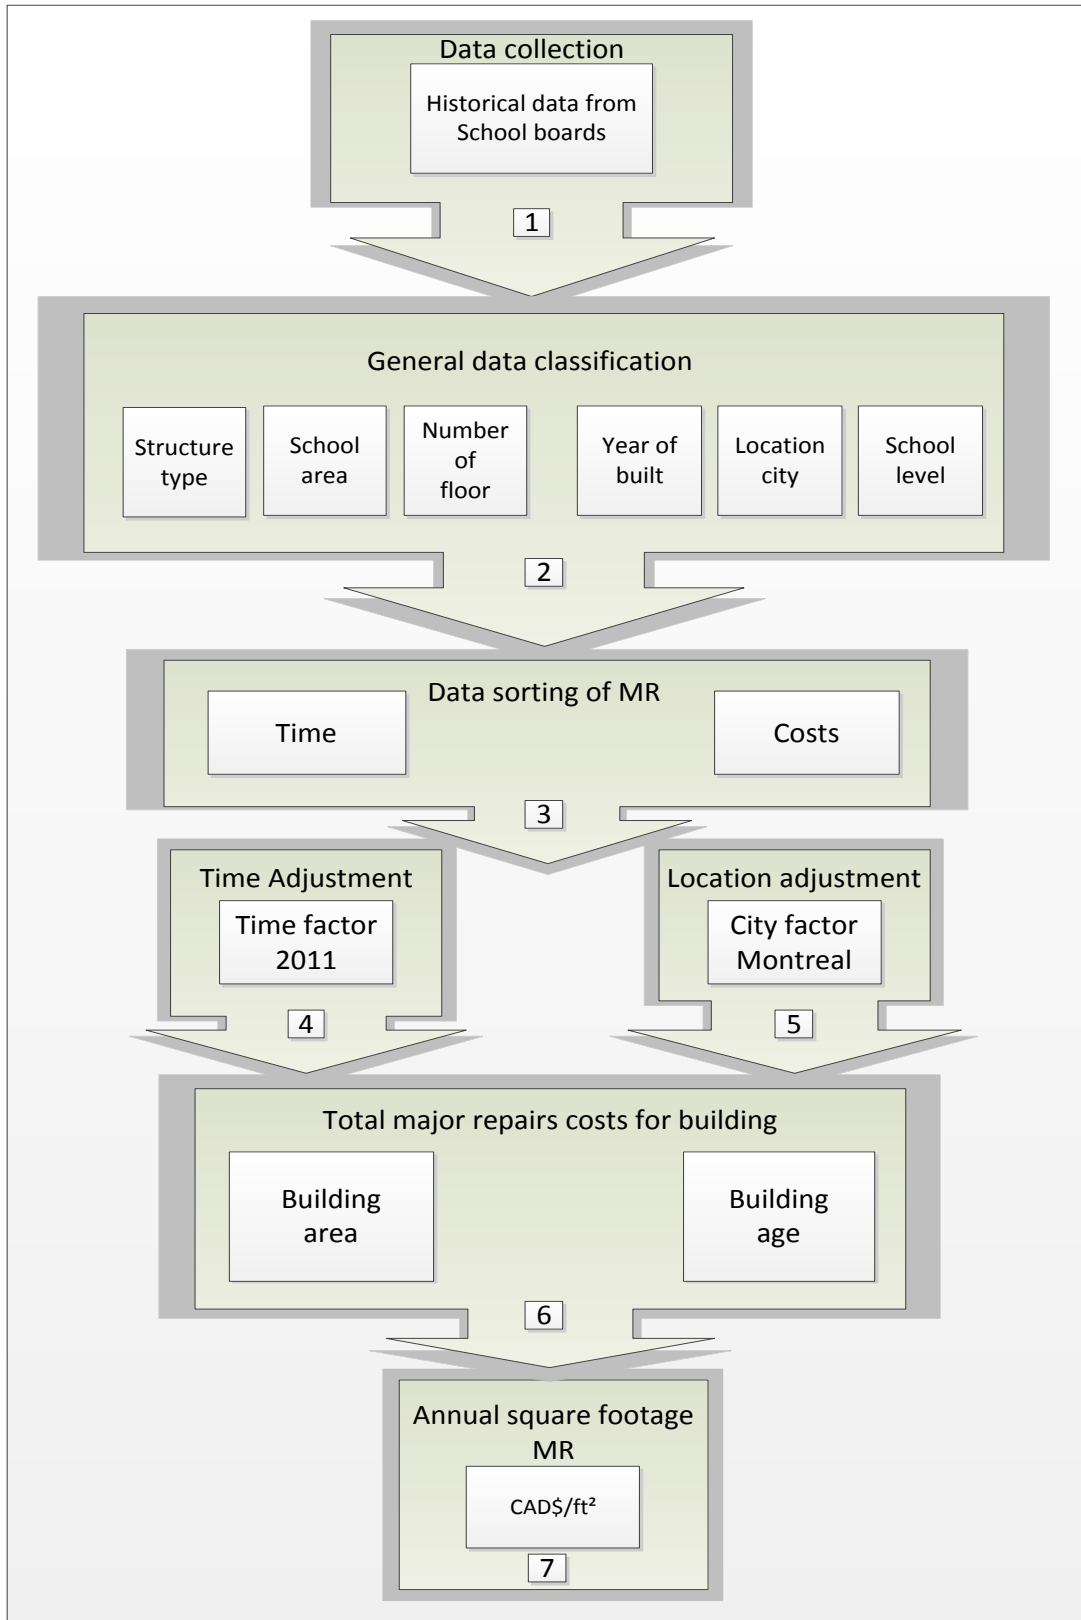 Data collection
Historical data from
School boards
1
General data classification
Structure
type
School
area
Number
of
floor
Year of
built
Location
city
School
level
2
Data sorting of MR
Time
Costs
3
Time Adjustment
Time factor
2011
4
Location adjustment
City factor
Montreal
5
Total major repairs costs for building
Building
area
Building
age
6
Annual square footage
MR
CAD$/ft²
7